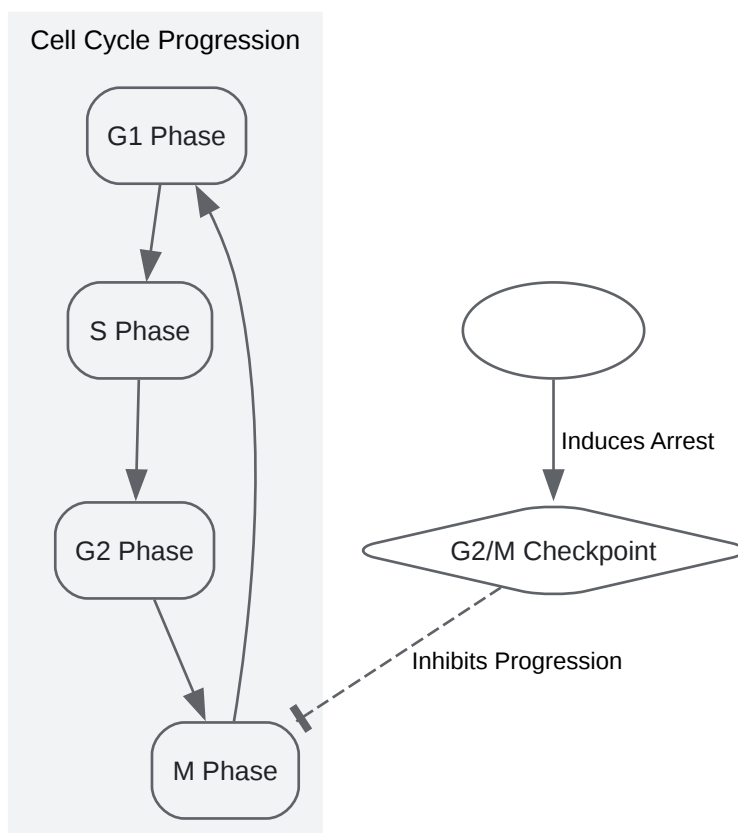 Cell Cycle Progression
G1 Phase
S Phase
Induces Arrest
G2 Phase
G2/M Checkpoint
Inhibits Progression
M Phase